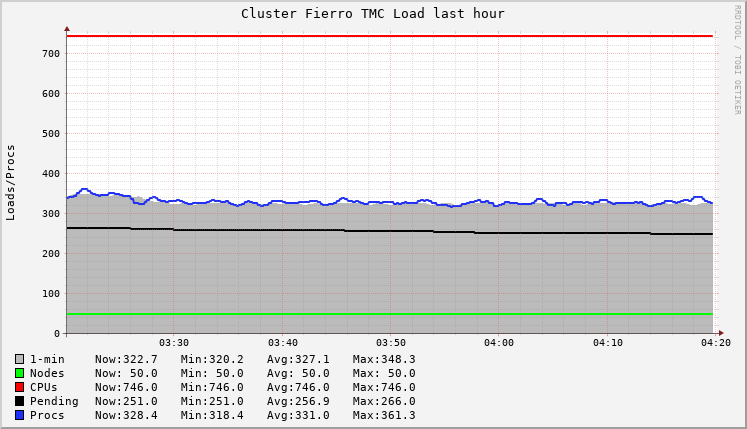 Cluster Fierro TMC Load last hour
RRDTOOL / TOBI OETIKER
Loads/Procs
700
600
500
400
300
200
100
0
03:30 03:40 03:50 04:00 04:10 04:20
1-min Now:322.7 Min:320.2 Avg:327.1 Max:348.3
Nodes Now: 50.0 Min: 50.0 Avg: 50.0 Max: 50.0
CPUs Now:746.0 Min:746.0 Avg:746.0 Max:746.0
Pending Now:251.0 Min:251.0 Avg:256.9 Max:266.0
Procs Now:328.4 Min:318.4 Avg:331.0 Max:361.3